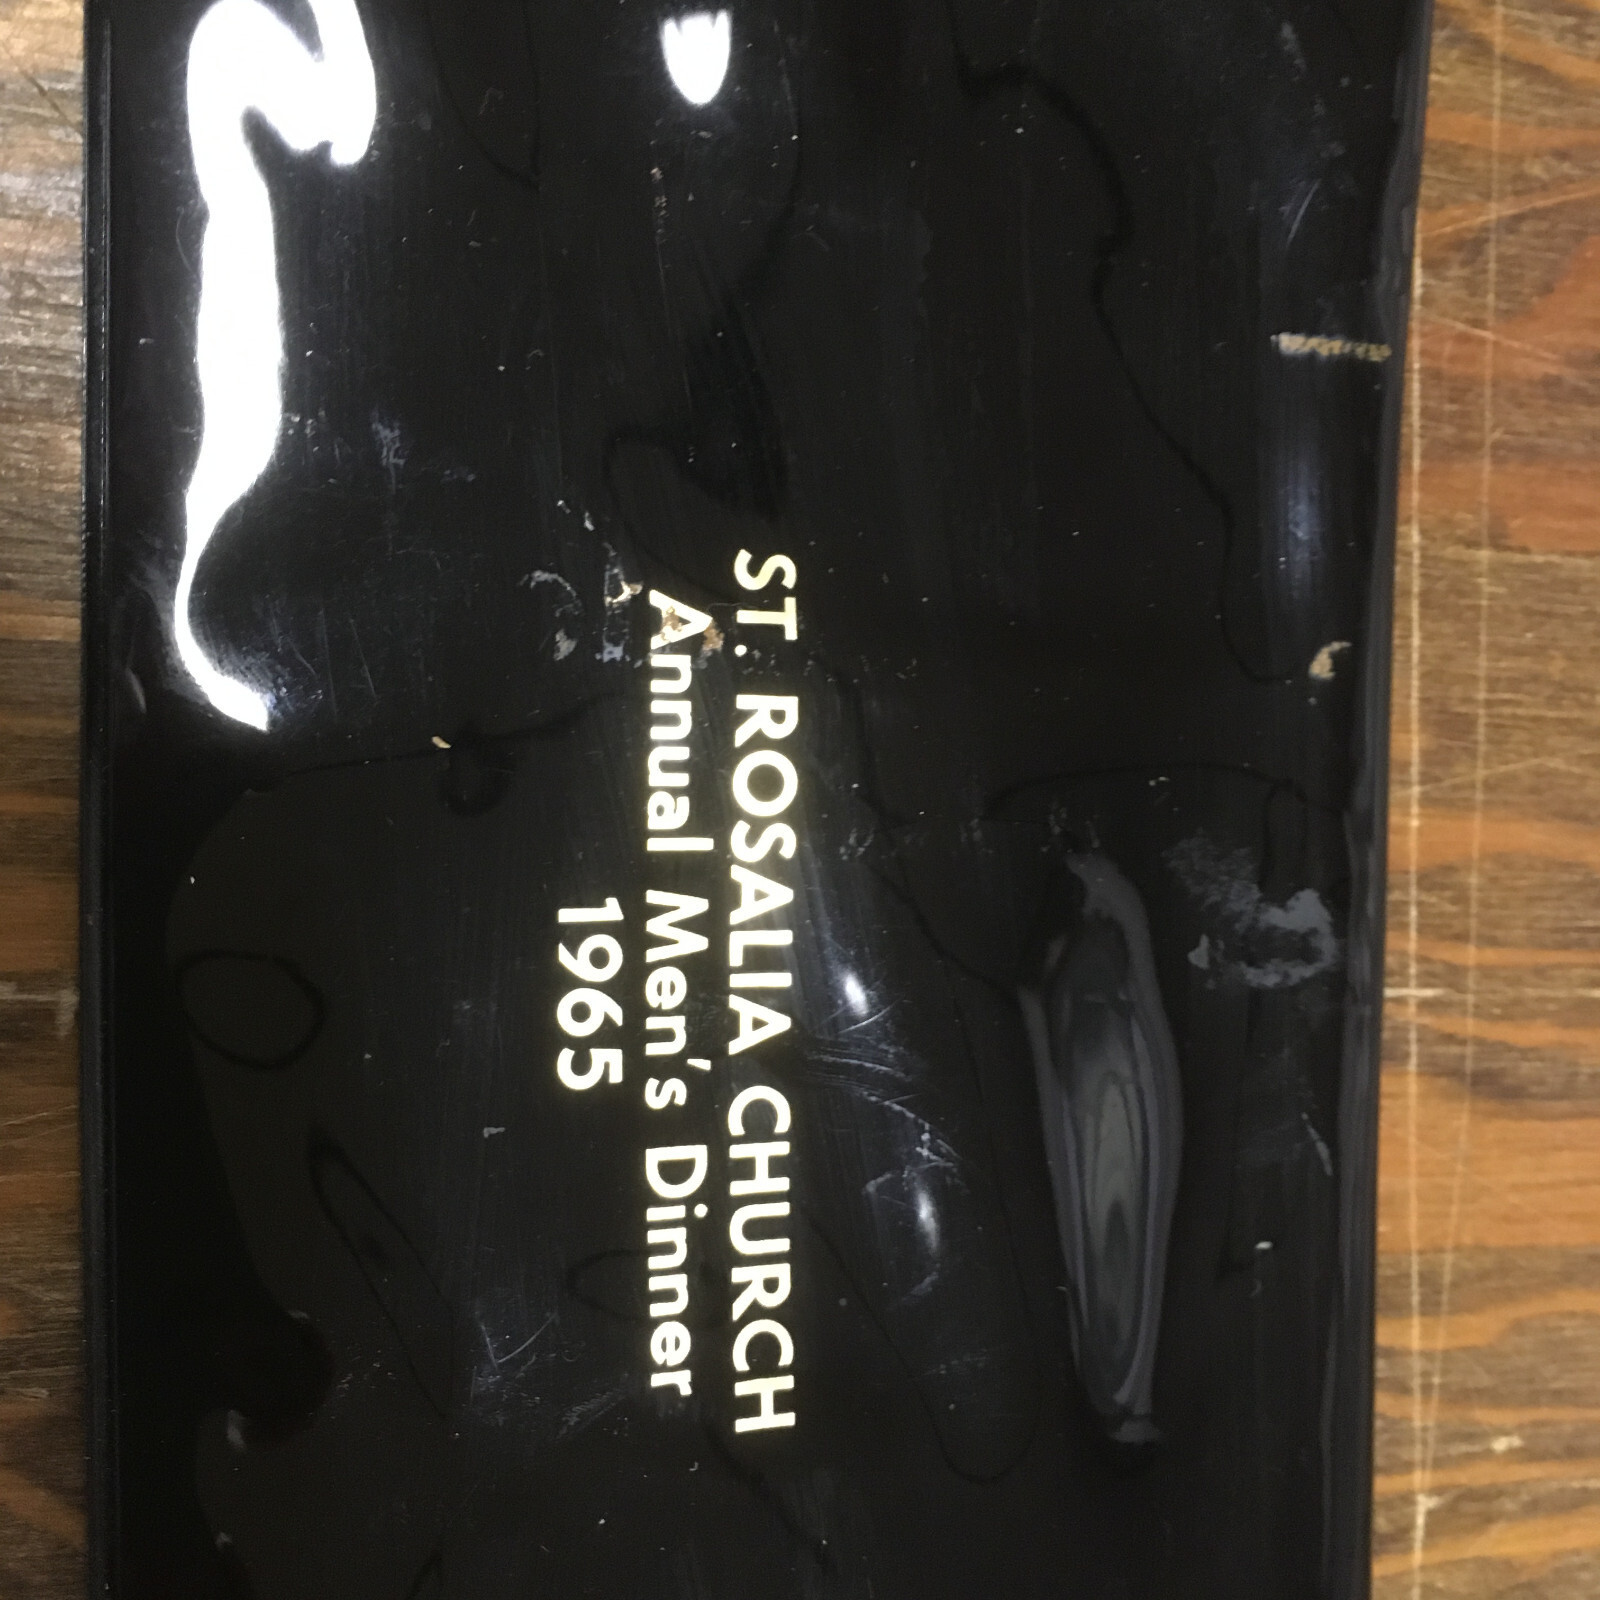 ST. ROSALIA CHURCH
Annual Men's Dinner
1965